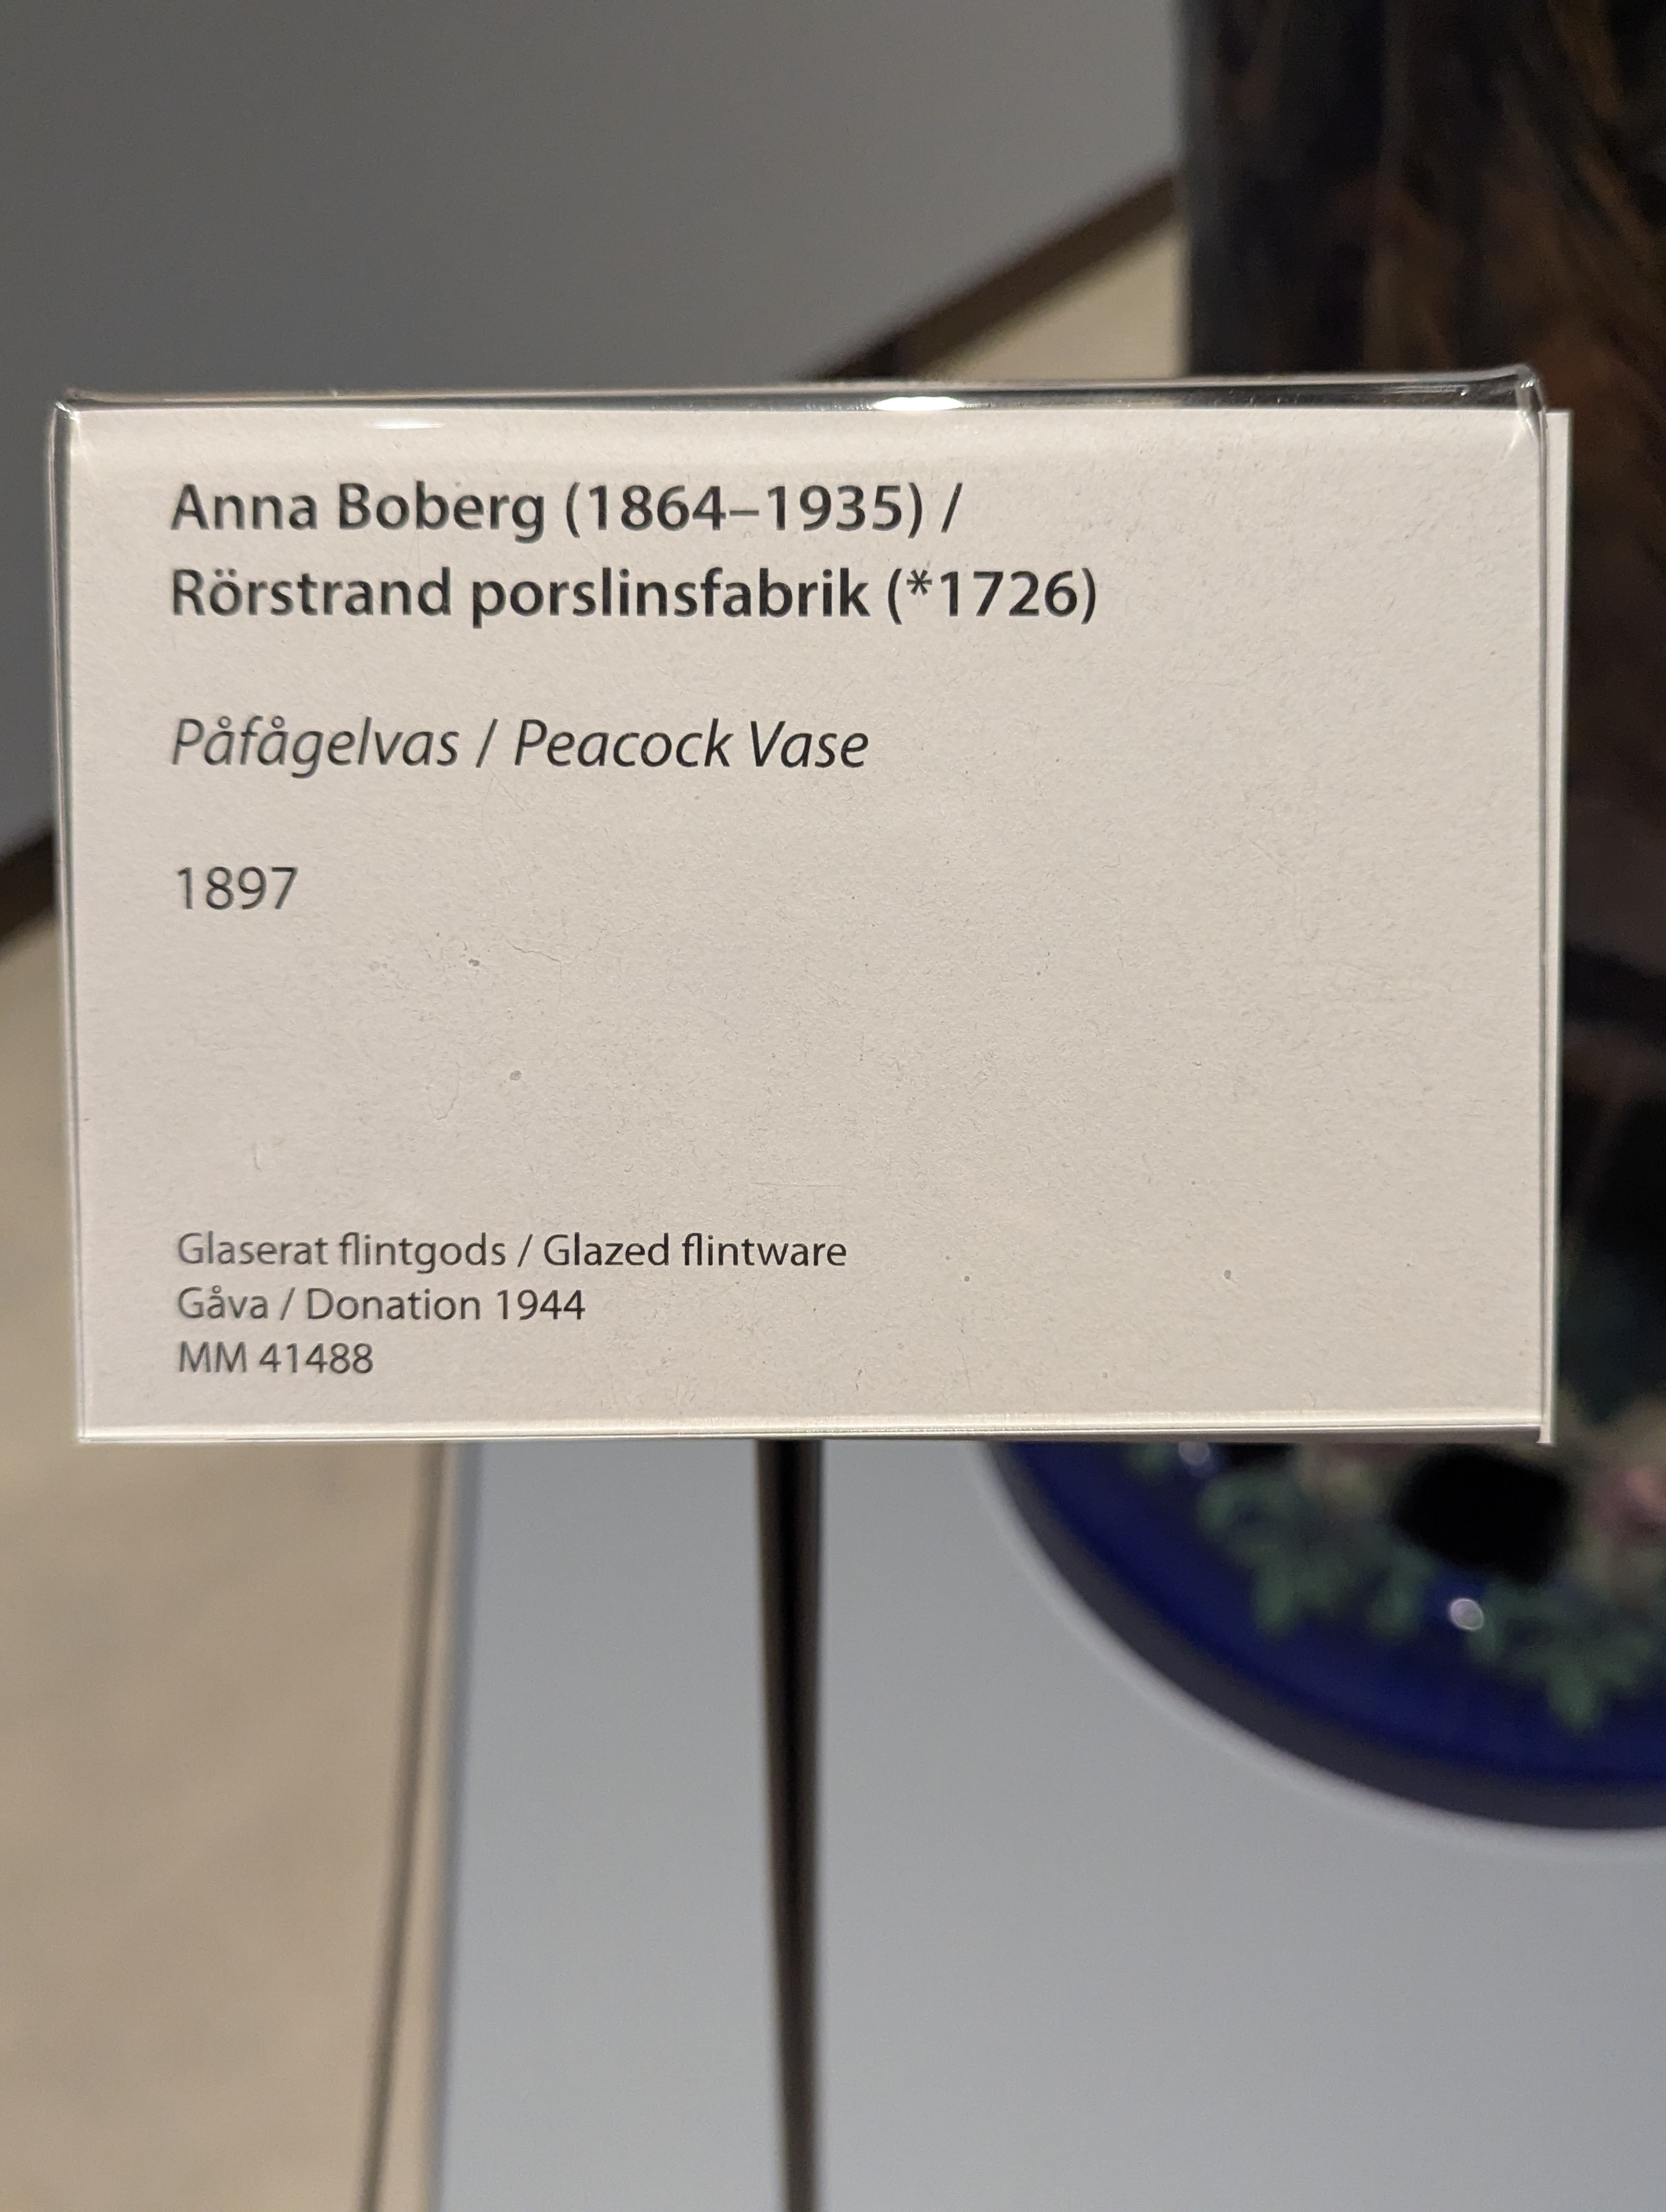 Anna Boberg (1864–1935) /
Rörstrand porslinsfabrik (*1726)
Påfågelvas / Peacock Vase
1897
Glaserat flintgods / Glazed flintware
Gåva / Donation 1944
MM 41488